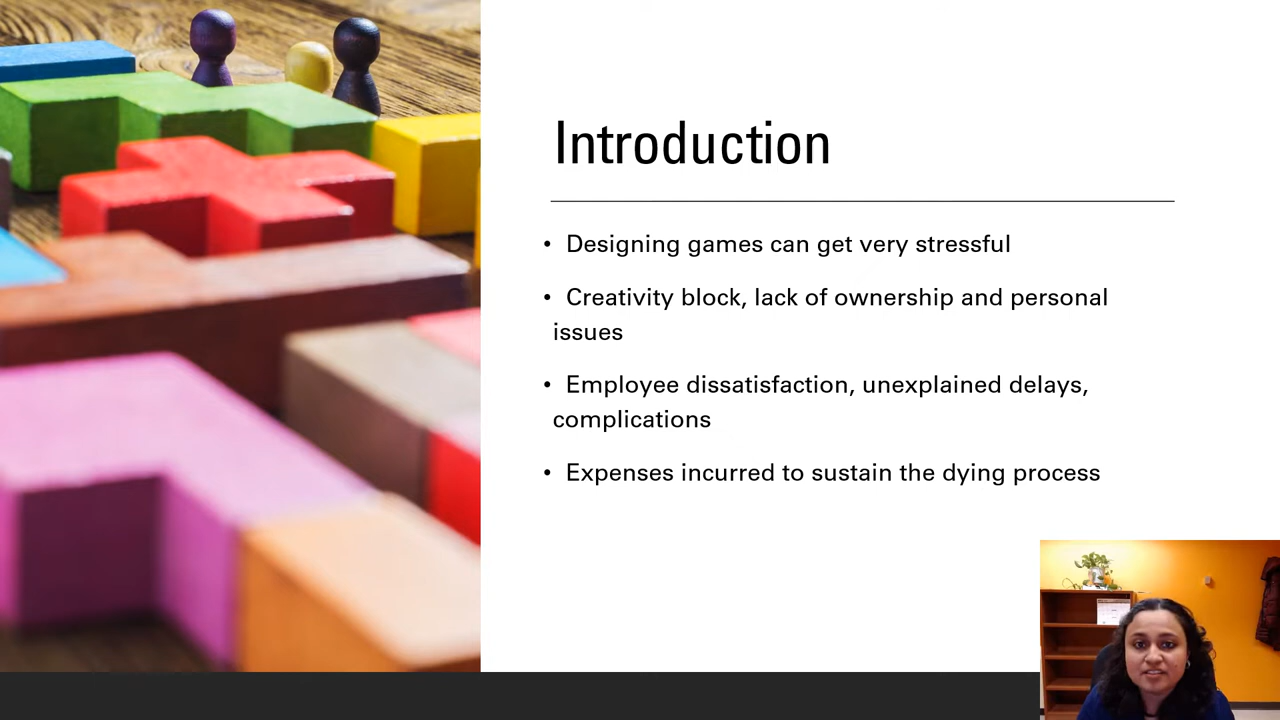 Introduction
• Designing games can get very stressful
• Creativity block, lack of ownership and personal
issues
• Employee dissatisfaction, unexplained delays,
complications
• Expenses incurred to sustain the dying process